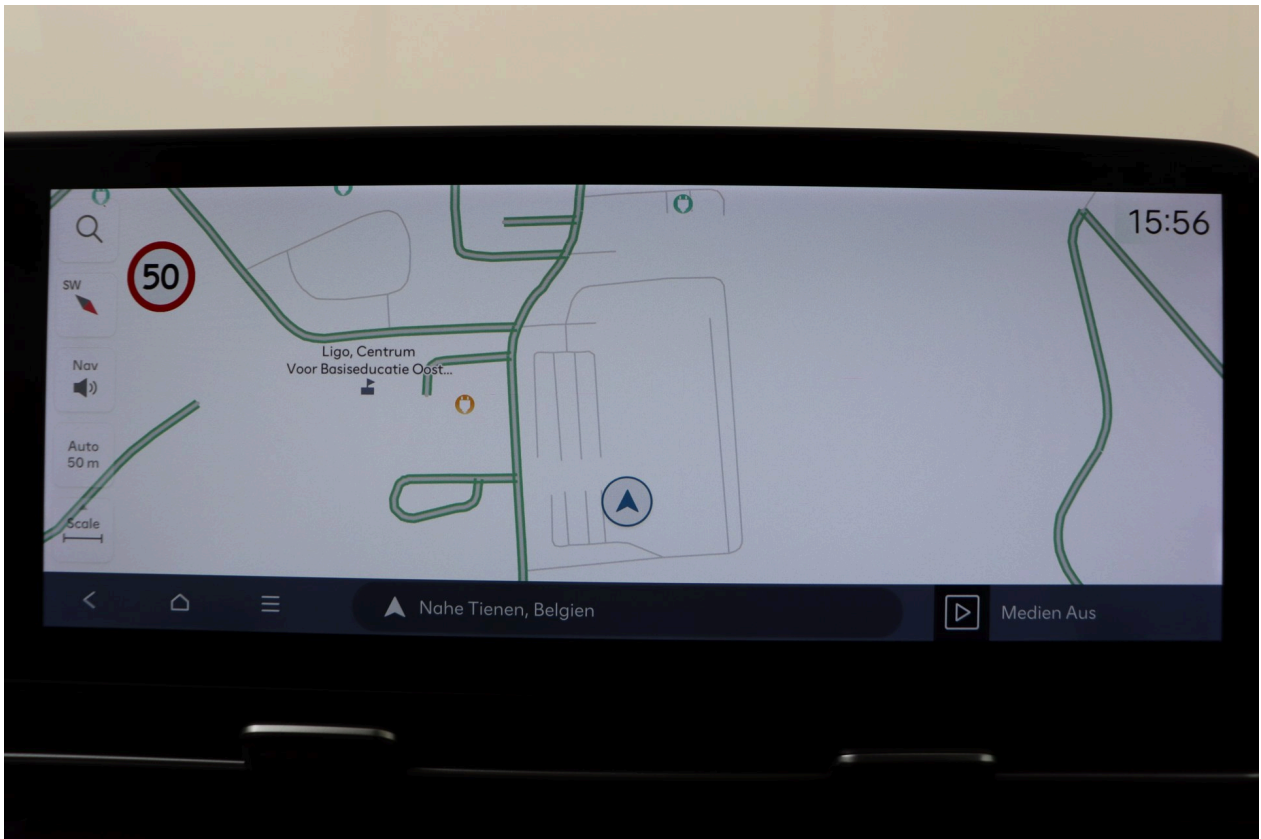 15:56
50
SW
Ligo, Centrum
Voor Basiseducatie Oost...
Nav
Auto
50 m
Scale
Nahe Tienen, Belgien
Medien Aus